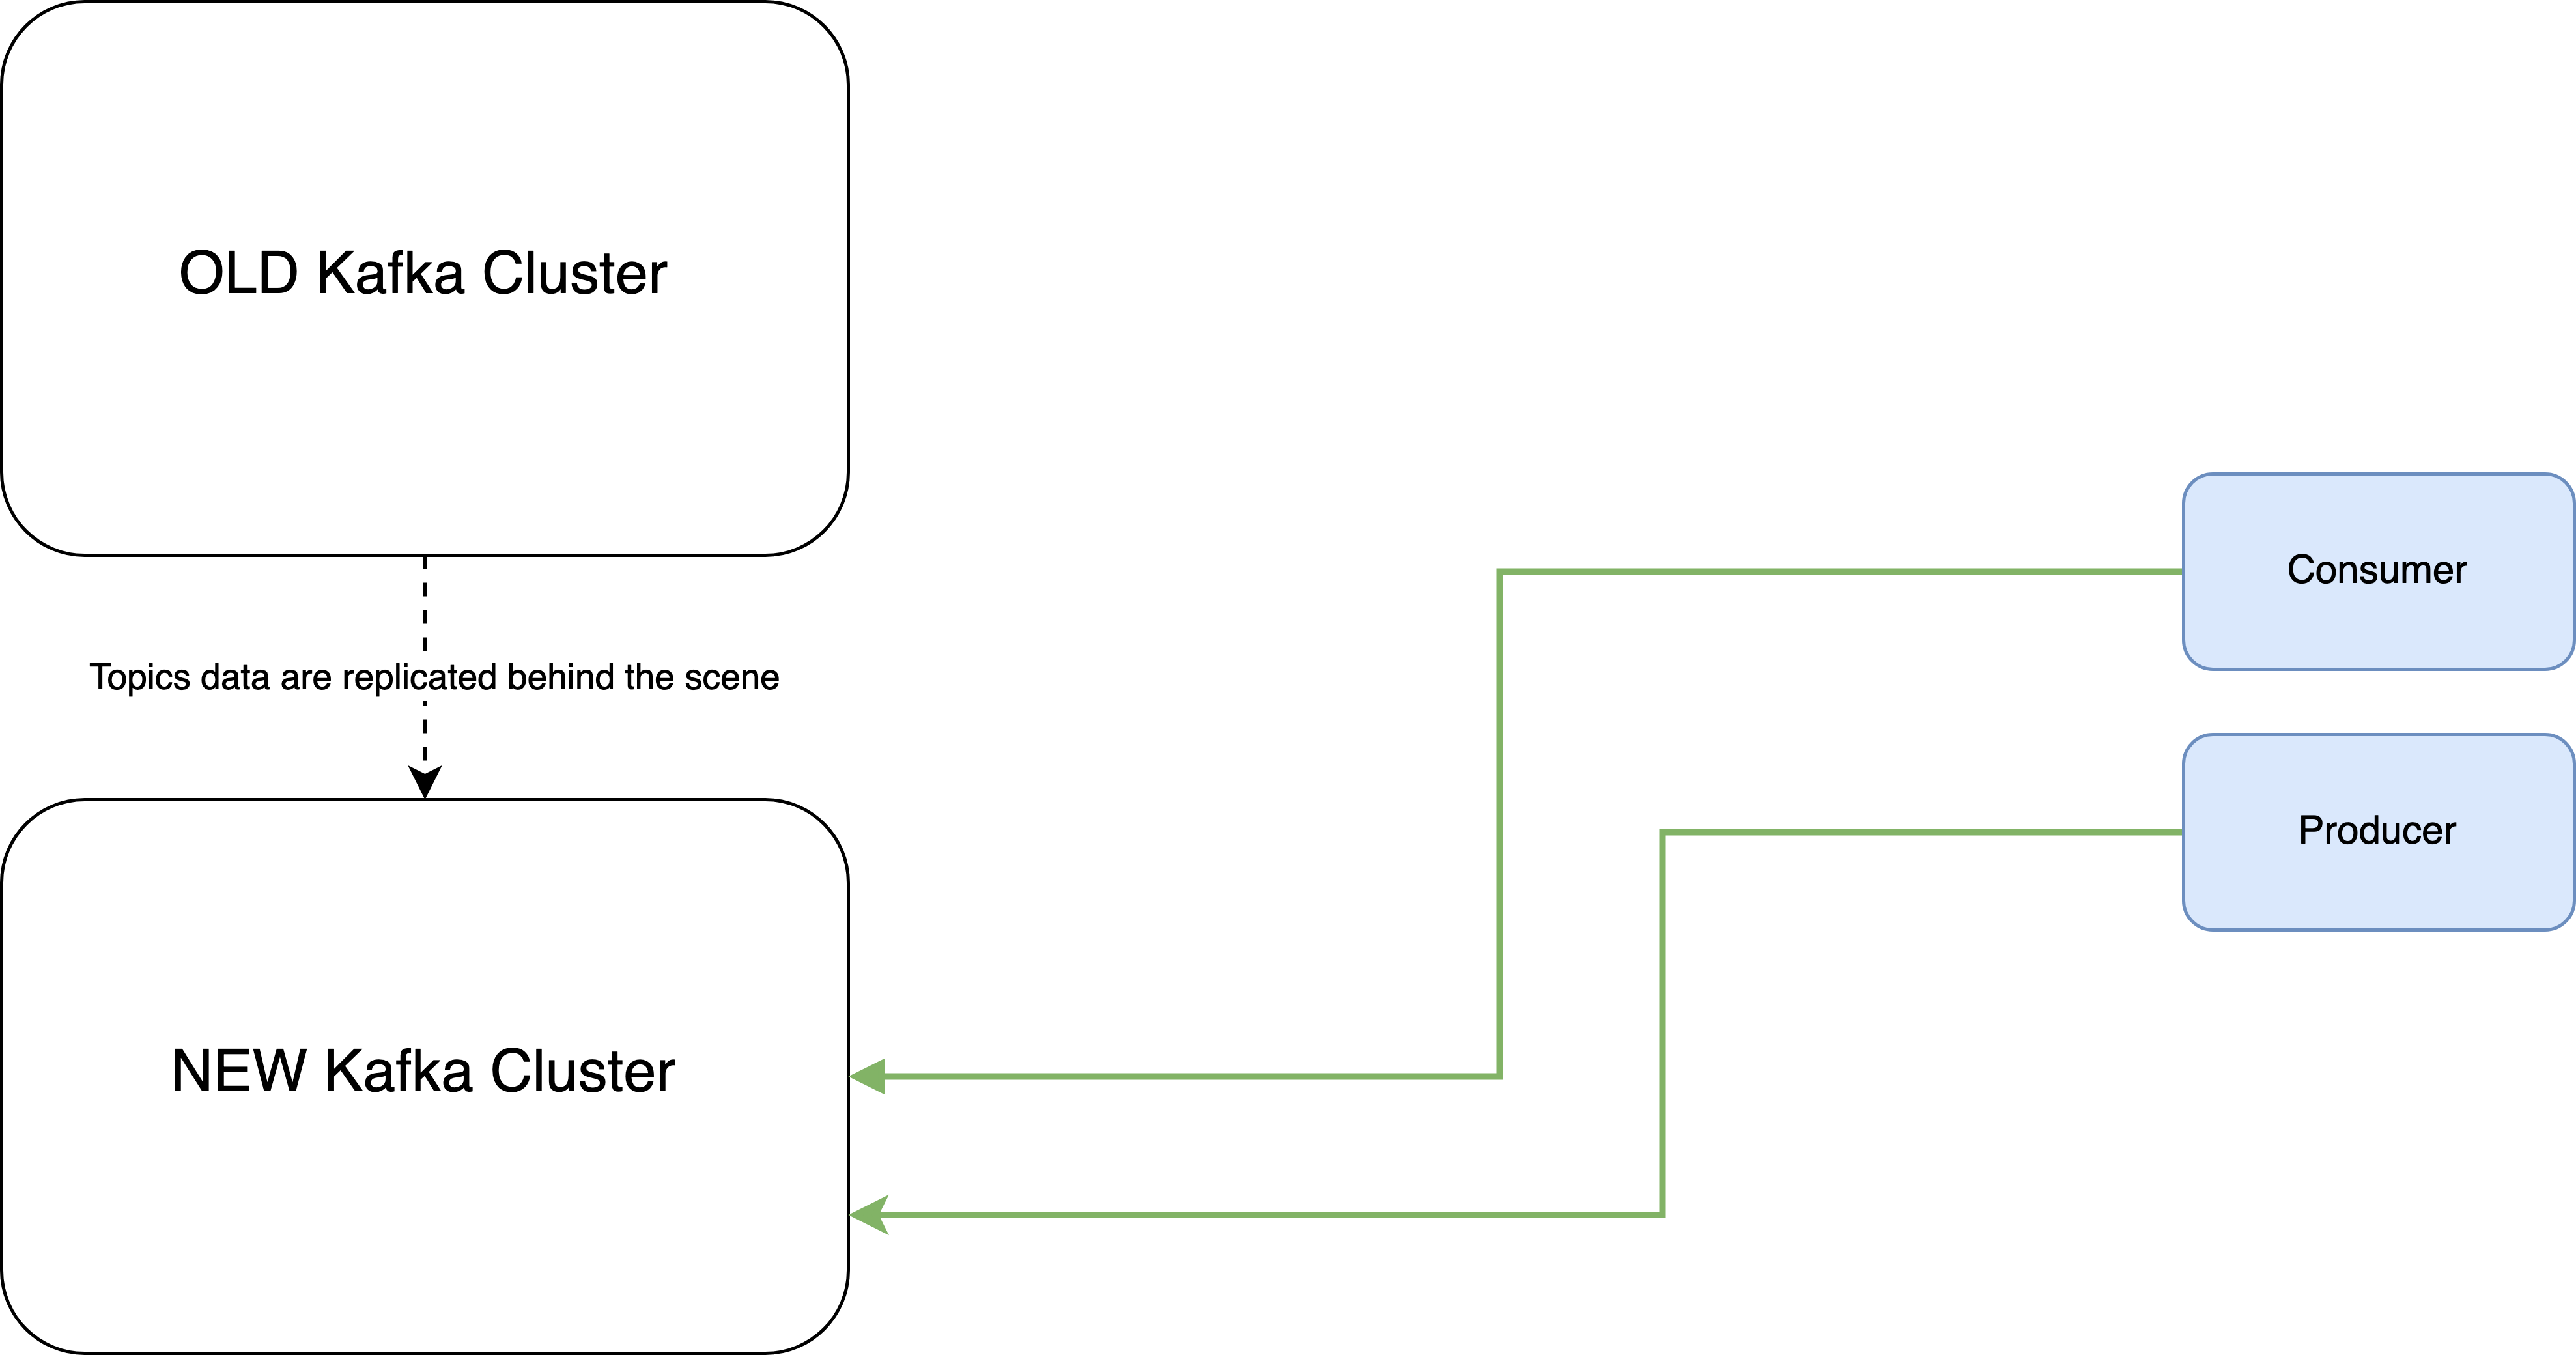 OLD Kafka Cluster
Consumer
Topics data are replicated behind the scene
Producer
NEW Kafka Cluster